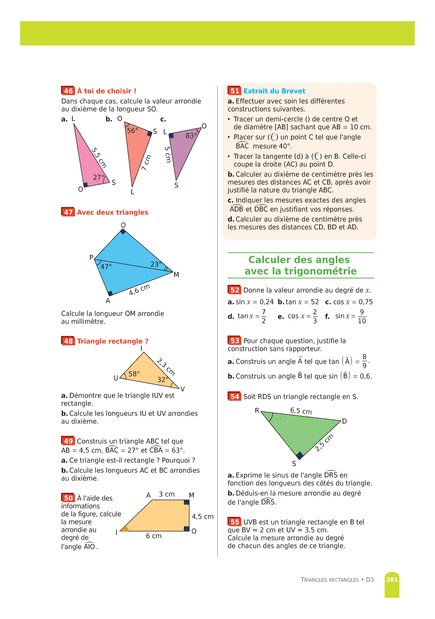 46 À toi de choisir !
Dans chaque cas, calcule la valeur arrondie
au dixième de la longueur SO.
a. L
b. O
c.
5,5 cm
27°
O
S
56°
S
7 cm
L
L
83°
O
5 cm
S
47 Avec deux triangles
O
P
47°
23°
M
A
4,6 cm
Calcule la longueur OM arrondie
au millimètre.
48 Triangle rectangle ?
I
2,3 cm
U
58°
32°
V
a. Démontre que le triangle IUV est
rectangle.
b. Calcule les longueurs IU et UV arrondies
au dixième.
49 Construis un triangle ABC tel que
AB = 4,5 cm, BAC = 27° et CBA = 63°.
a. Ce triangle est-il rectangle ? Pourquoi ?
b. Calcule les longueurs AC et BC arrondies
au dixième.
50 À l'aide des
informations
de la figure, calcule
la mesure
arrondie au
degré de
l'angle AIO.
A 3 cm M
4,5 cm
I
O
6 cm
51 Extrait du Brevet
a. Effectuer avec soin les différentes
constructions suivantes.
• Tracer un demi-cercle () de centre O et
de diamètre [AB] sachant que AB = 10 cm.
• Placer sur (C) un point C tel que l'angle
BAC mesure 40°.
• Tracer la tangente (d) à (C) en B. Celle-ci
coupe la droite (AC) au point D.
b. Calculer au dixième de centimètre près les
mesures des distances AC et CB, après avoir
justifié la nature du triangle ABC.
c. Indiquer les mesures exactes des angles
ADB et DBC en justifiant vos réponses.
d. Calculer au dixième de centimètre près
les mesures des distances CD, BD et AD.
Calculer des angles
avec la trigonométrie
52 Donne la valeur arrondie au degré de x.
a. sin x = 0,24 b. tan x = 52 c. cos x = 0,75
d. tan x = 7/2 e. cos x = 2/3 f. sin x = 9/10
53 Pour chaque question, justifie la
construction sans rapporteur.
a. Construis un angle Â tel que tan (Â) = 8/9.
b. Construis un angle B̂ tel que sin (B̂) = 0,6.
54 Soit RDS un triangle rectangle en S.
R
6,5 cm
D
2,5 cm
S
a. Exprime le sinus de l'angle DRS en
fonction des longueurs des côtés du triangle.
b. Déduis-en la mesure arrondie au degré
de l'angle DRS.
55 UVB est un triangle rectangle en B tel
que BV = 2 cm et UV = 3,5 cm.
Calcule la mesure arrondie au degré
de chacun des angles de ce triangle.
TRIANGLES RECTANGLES • D3 281